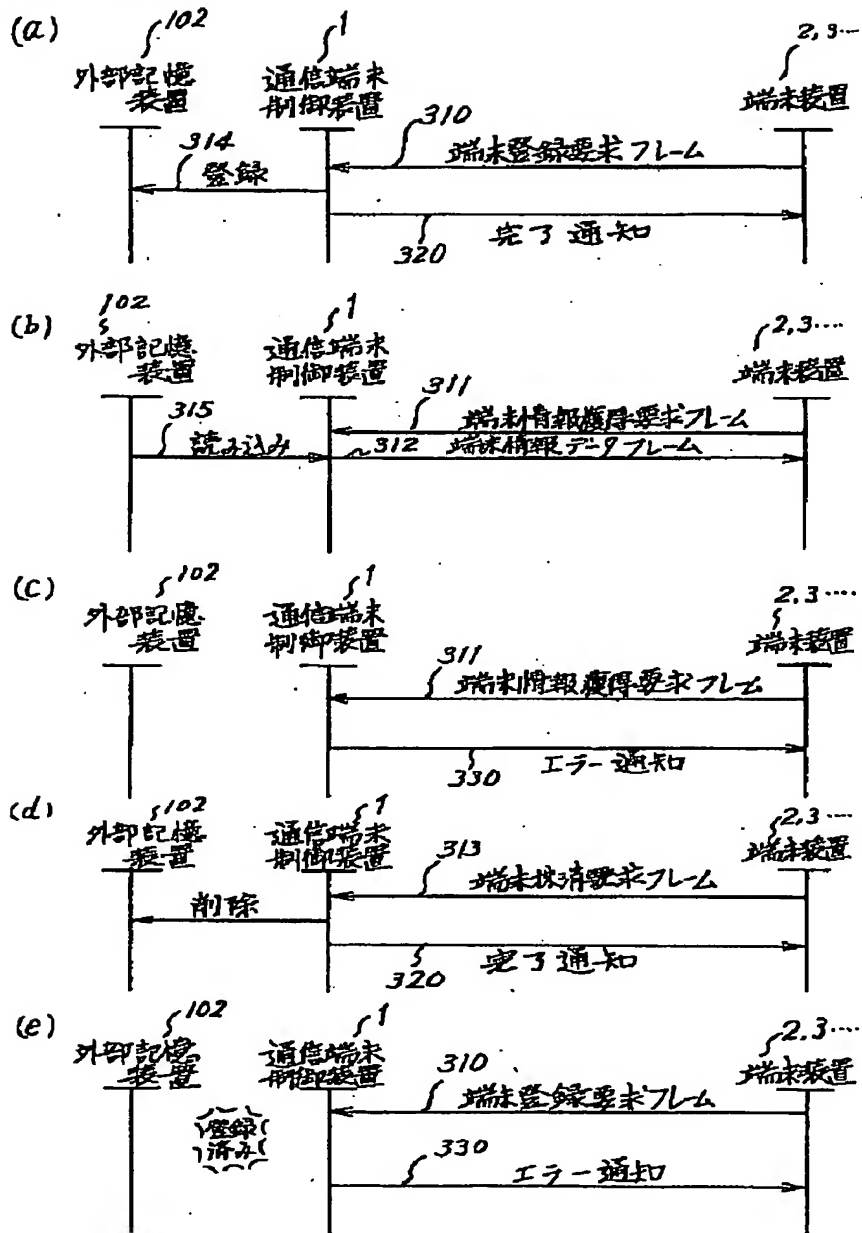 (a)
102
1
2,3…
外部記憶
装置
通信端末
制御装置
端末装置
310
端末登録要求フレーム
314
登録
320
完了通知
(b)
102
1
2,3….
外部記憶
装置
通信端末
制御装置
端末装置
311
端末情報獲得要求フレーム
315
読み込み
312
端末情報データフレーム
(c)
102
1
2,3….
外部記憶
装置
通信端末
制御装置
端末装置
311
端末情報獲得要求フレーム
330
エラー通知
(d)
102
1
2,3….
外部記憶
装置
通信端末
制御装置
端末装置
313
端末抹消要求フレーム
削除
320
完了通知
(e)
102
1
2,3….
外部記憶
装置
通信端末
制御装置
端末装置
310
端末登録要求フレーム
登録
済み
330
エラー通知